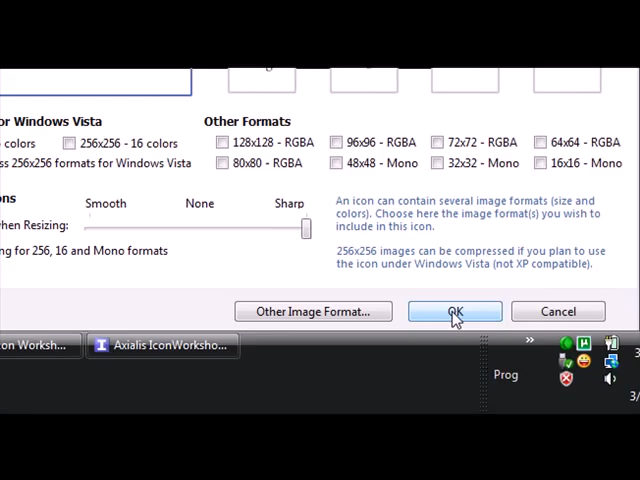 or Windows Vista
Other Formats
colors
256x256 - 16 colors
128x128 - RGBA
96x96 - RGBA
72x72 - RGBA
64x64 - RGBA
ss 256x256 formats for Windows Vista
80x80 - RGBA
48x48 - Mono
32x32 - Mono
16x16 - Mono
ons
Smooth
None
Sharp
when Resizing:
ng for 256, 16 and Mono formats
An icon can contain several image formats (size and
colors). Choose here the image format(s) you wish to
include in this icon.
256x256 images can be compressed if you plan to use
the icon under Windows Vista (not XP compatible).
Other Image Format...
OK
Cancel
con Worksh...
Axialis IconWorksho...
»
Prog
3/